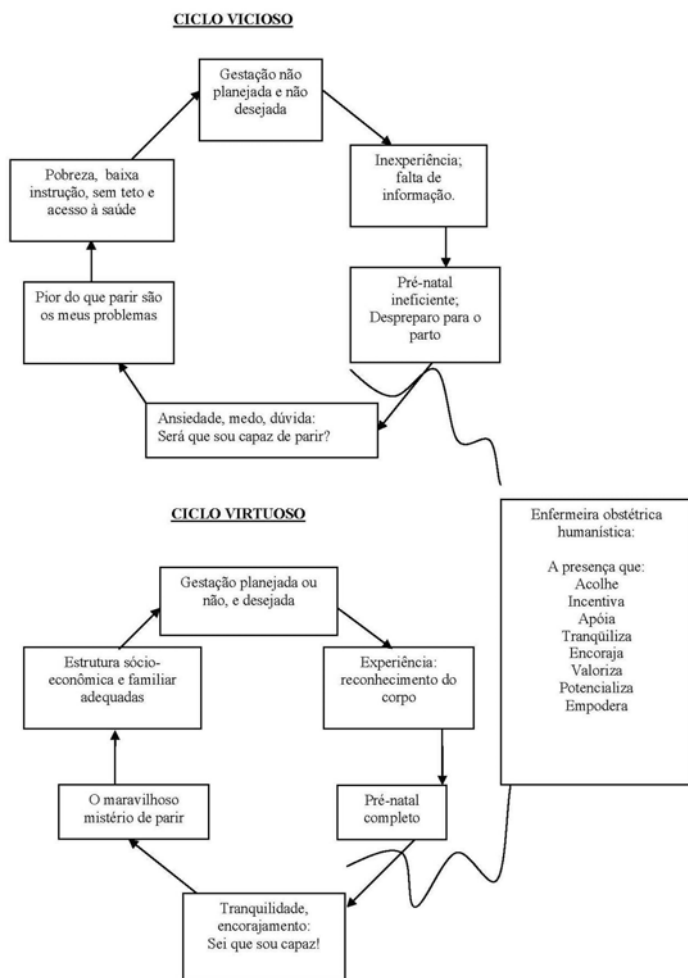 CICLO VICIOSO
Gestação não
planejada e não
desejada
Inexperiência;
falta de
informação.
Pré-natal
ineficiente;
Despreparo para o
parto
Ansiedade, medo, dúvida:
Será que sou capaz de parir?
Pior do que parir são
os meus problemas
Pobreza, baixa
instrução, sem teto e
acesso à saúde
CICLO VIRTUOSO
Gestação planejada ou
não, e desejada
Experiência:
reconhecimento do
corpo
Pré-natal
completo
Tranquilidade,
encorajamento:
Sei que sou capaz!
O maravilhoso
mistério de parir
Estrutura sócio-
econômica e familiar
adequadas
Enfermeira obstétrica
humanística:
A presença que:
Acolhe
Incentiva
Apóia
Tranqüiliza
Encoraja
Valoriza
Potencializa
Empodera